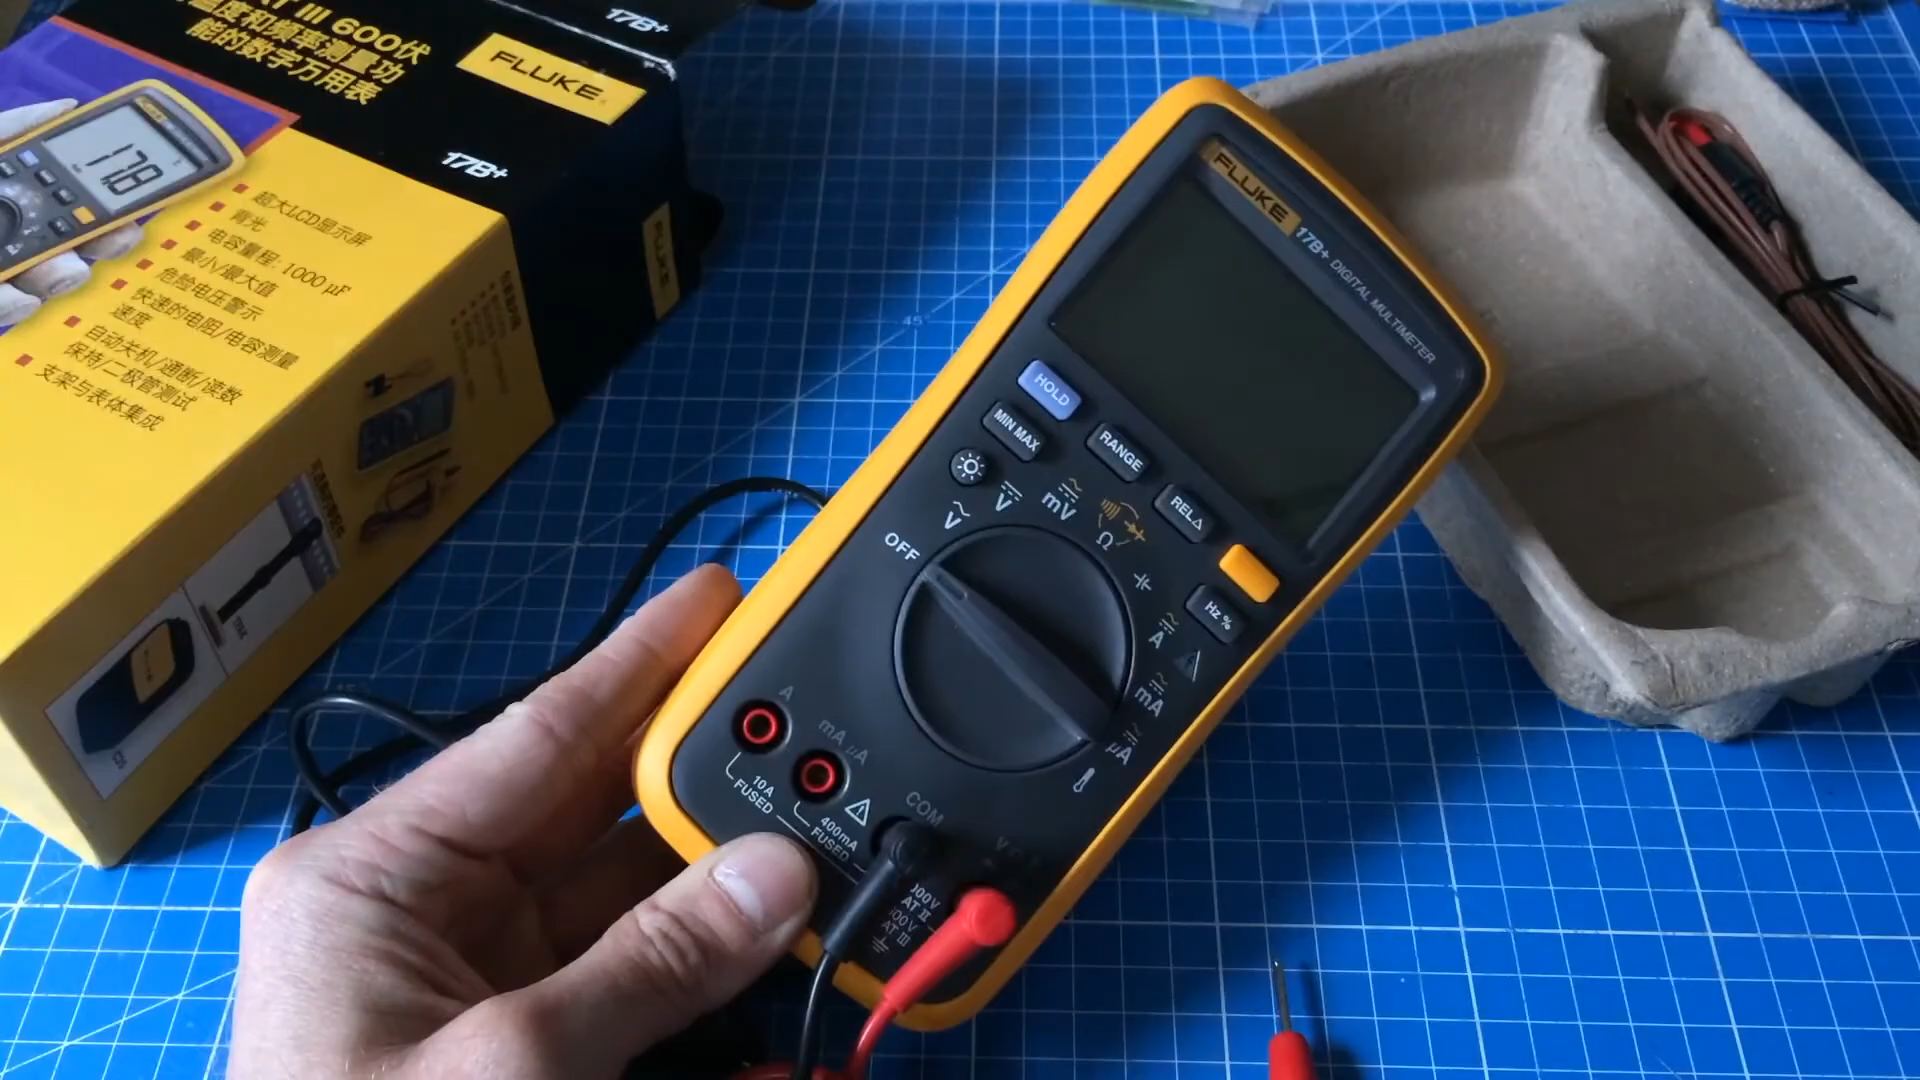 III 600伏
温度和频率测量功
能的数字万用表
17B+
FLUKE
17B+
FLUKE
178
超大LCD显示屏
背光
电容量程: 1000 μF
最小/最大值
危险电压警示
快速的电阻/电容测量
速度
自动关机/通断/读数
保持/二极管测试
支架与表体集成
FLUKE 17B+ DIGITAL MULTIMETER
HOLD
MIN MAX
RANGE
REL△
Hz %
OFF
V
V
mV
Ω
A
mA
μA
A
mA μA
COM
10A
FUSED
400mA
FUSED